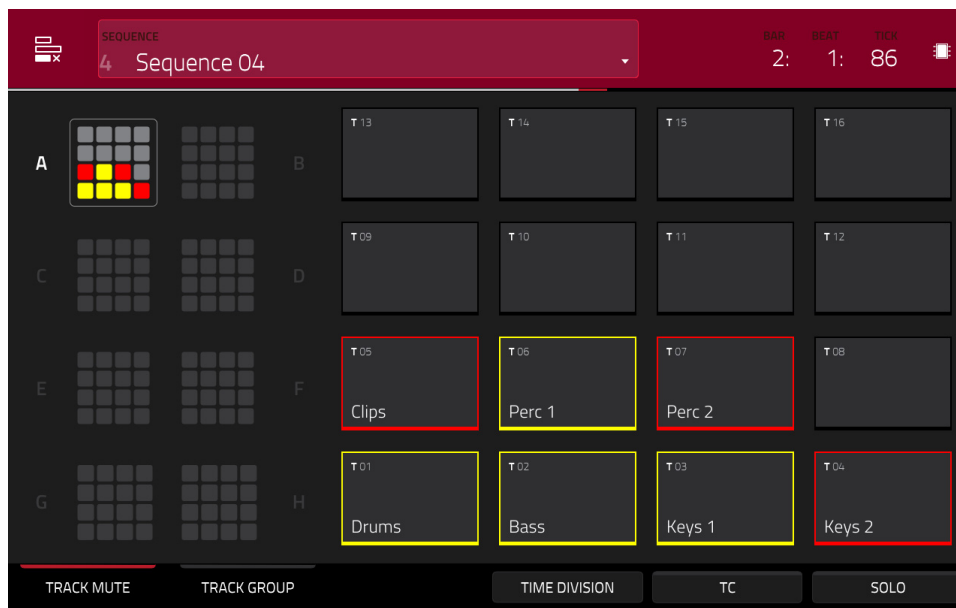 SEQUENCE
4 Sequence 04
BAR BEAT TICK
2: 1: 86
A B
C D
E F
G H
T 13 T 14 T 15 T 16
T 09 T 10 T 11 T 12
T 05 T 06 T 07 T 08
Clips Perc 1 Perc 2
T 01 T 02 T 03 T 04
Drums Bass Keys 1 Keys 2
TRACK MUTE TRACK GROUP TIME DIVISION TC SOLO